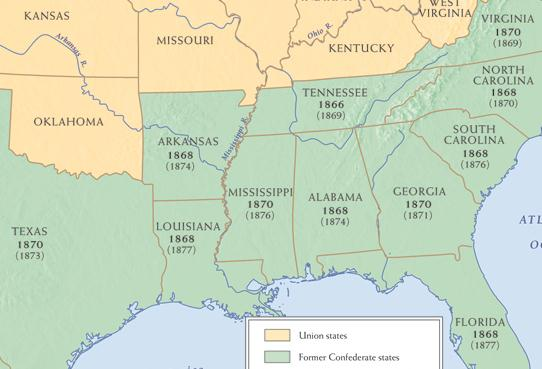 KANSAS
Arkansas R.
MISSOURI
Ohio R.
KENTUCKY
WEST
VIRGINIA
VIRGINIA
1870
(1869)
OKLAHOMA
ARKANSAS
1868
(1874)
Mississippi R.
TENNESSEE
1866
(1869)
NORTH
CAROLINA
1868
(1870)
SOUTH
CAROLINA
1868
(1876)
TEXAS
1870
(1873)
LOUISIANA
1868
(1877)
MISSISSIPPI
1870
(1876)
ALABAMA
1868
(1874)
GEORGIA
1870
(1871)
ATL
O
FLORIDA
1868
(1877)
Union states
Former Confederate states